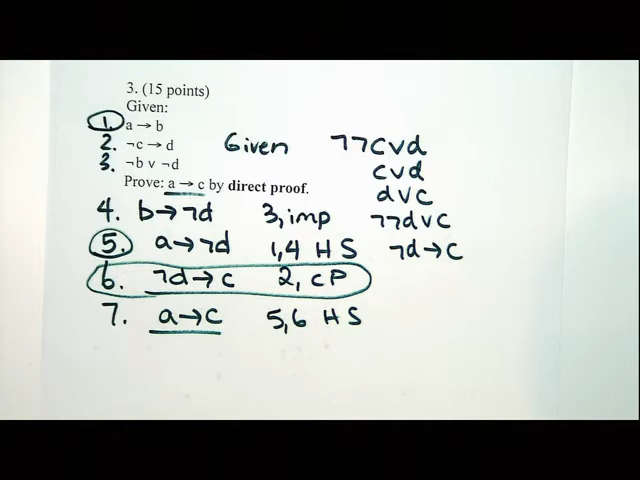 3. (15 points)
Given:
1. a → b
2. ¬c → d Given ¬¬c∨d
3. ¬b ∨ ¬d c∨d
Prove: a → c by direct proof. d∨c
4. b→¬d 3, imp ¬¬d∨c
5. a→¬d 1,4 HS ¬d→c
6. ¬d→c 2, CP
7. a→c 5,6 HS